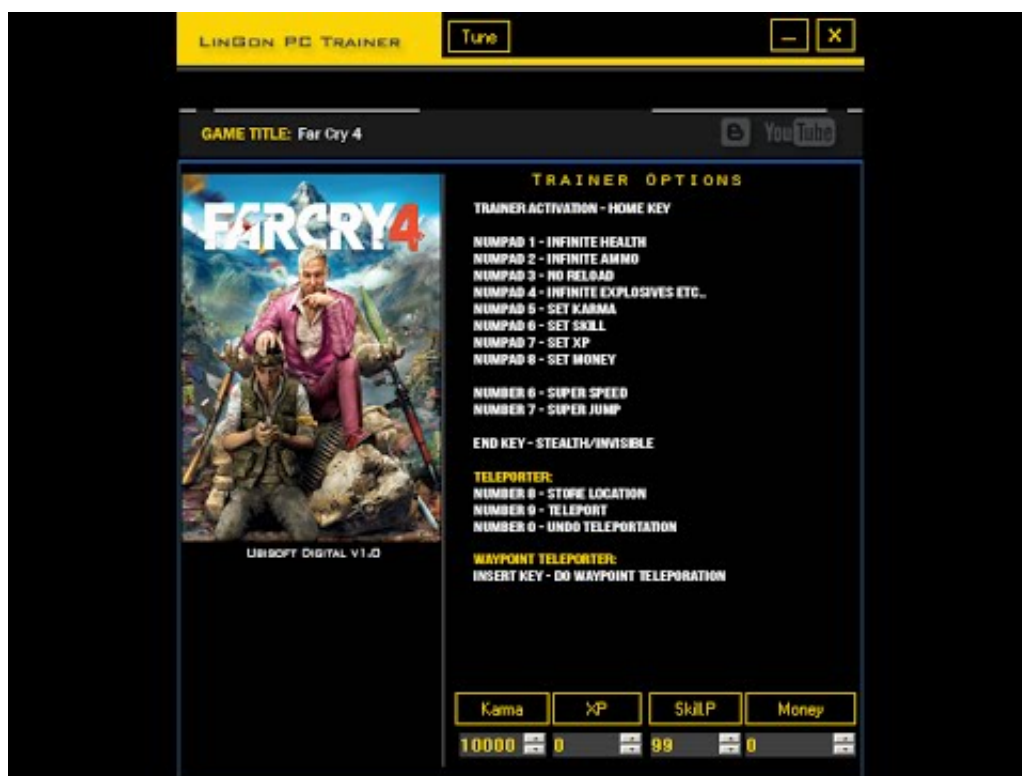 LinGon PC Trainer
Tune
GAME TITLE: Far Cry 4
You Tube
FARCRY4
Ubisoft Digital v1.0
TRAINER OPTIONS
TRAINER ACTIVATION - HOME KEY
NUMPAD 1 - INFINITE HEALTH
NUMPAD 2 - INFINITE AMMO
NUMPAD 3 - NO RELOAD
NUMPAD 4 - INFINITE EXPLOSIVES ETC..
NUMPAD 5 - SET KARMA
NUMPAD 6 - SET SKILL
NUMPAD 7 - SET XP
NUMPAD 8 - SET MONEY
NUMBER 6 - SUPER SPEED
NUMBER 7 - SUPER JUMP
END KEY - STEALTH/INVISIBLE
TELEPORTER:
NUMBER 8 - STORE LOCATION
NUMBER 9 - TELEPORT
NUMBER 0 - UNDO TELEPORTATION
WAYPOINT TELEPORTER:
INSERT KEY - DO WAYPOINT TELEPORATION
Karma XP Skill.P Money
10000 0 99 0